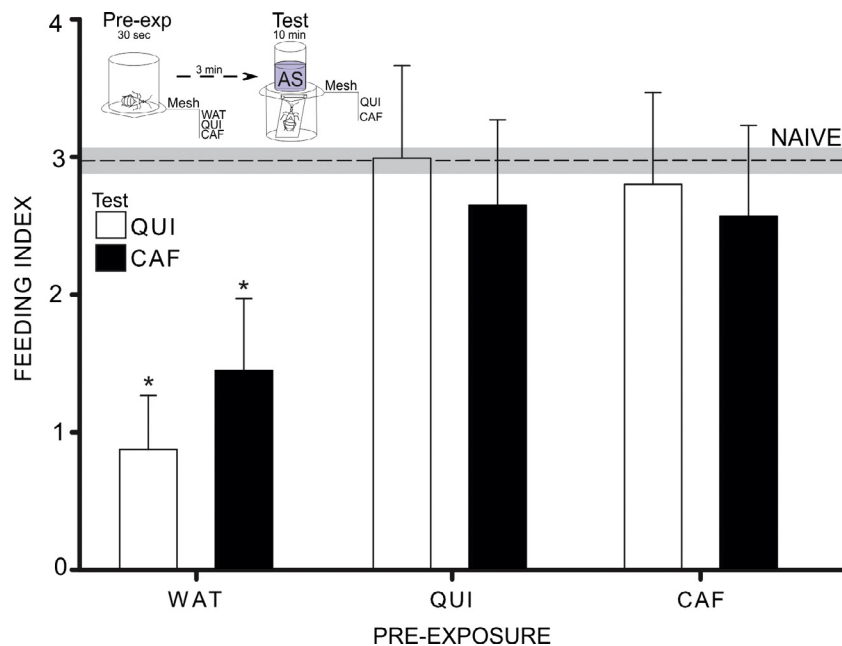 Pre-exp
30 sec
3 min
Test
10 min
AS
Mesh
WAT
QUI
CAF
Mesh
QUI
CAF
NAIVE
Test
QUI
CAF
FEEDING INDEX
4
3
2
1
0
*
*
WAT
QUI
CAF
PRE-EXPOSURE